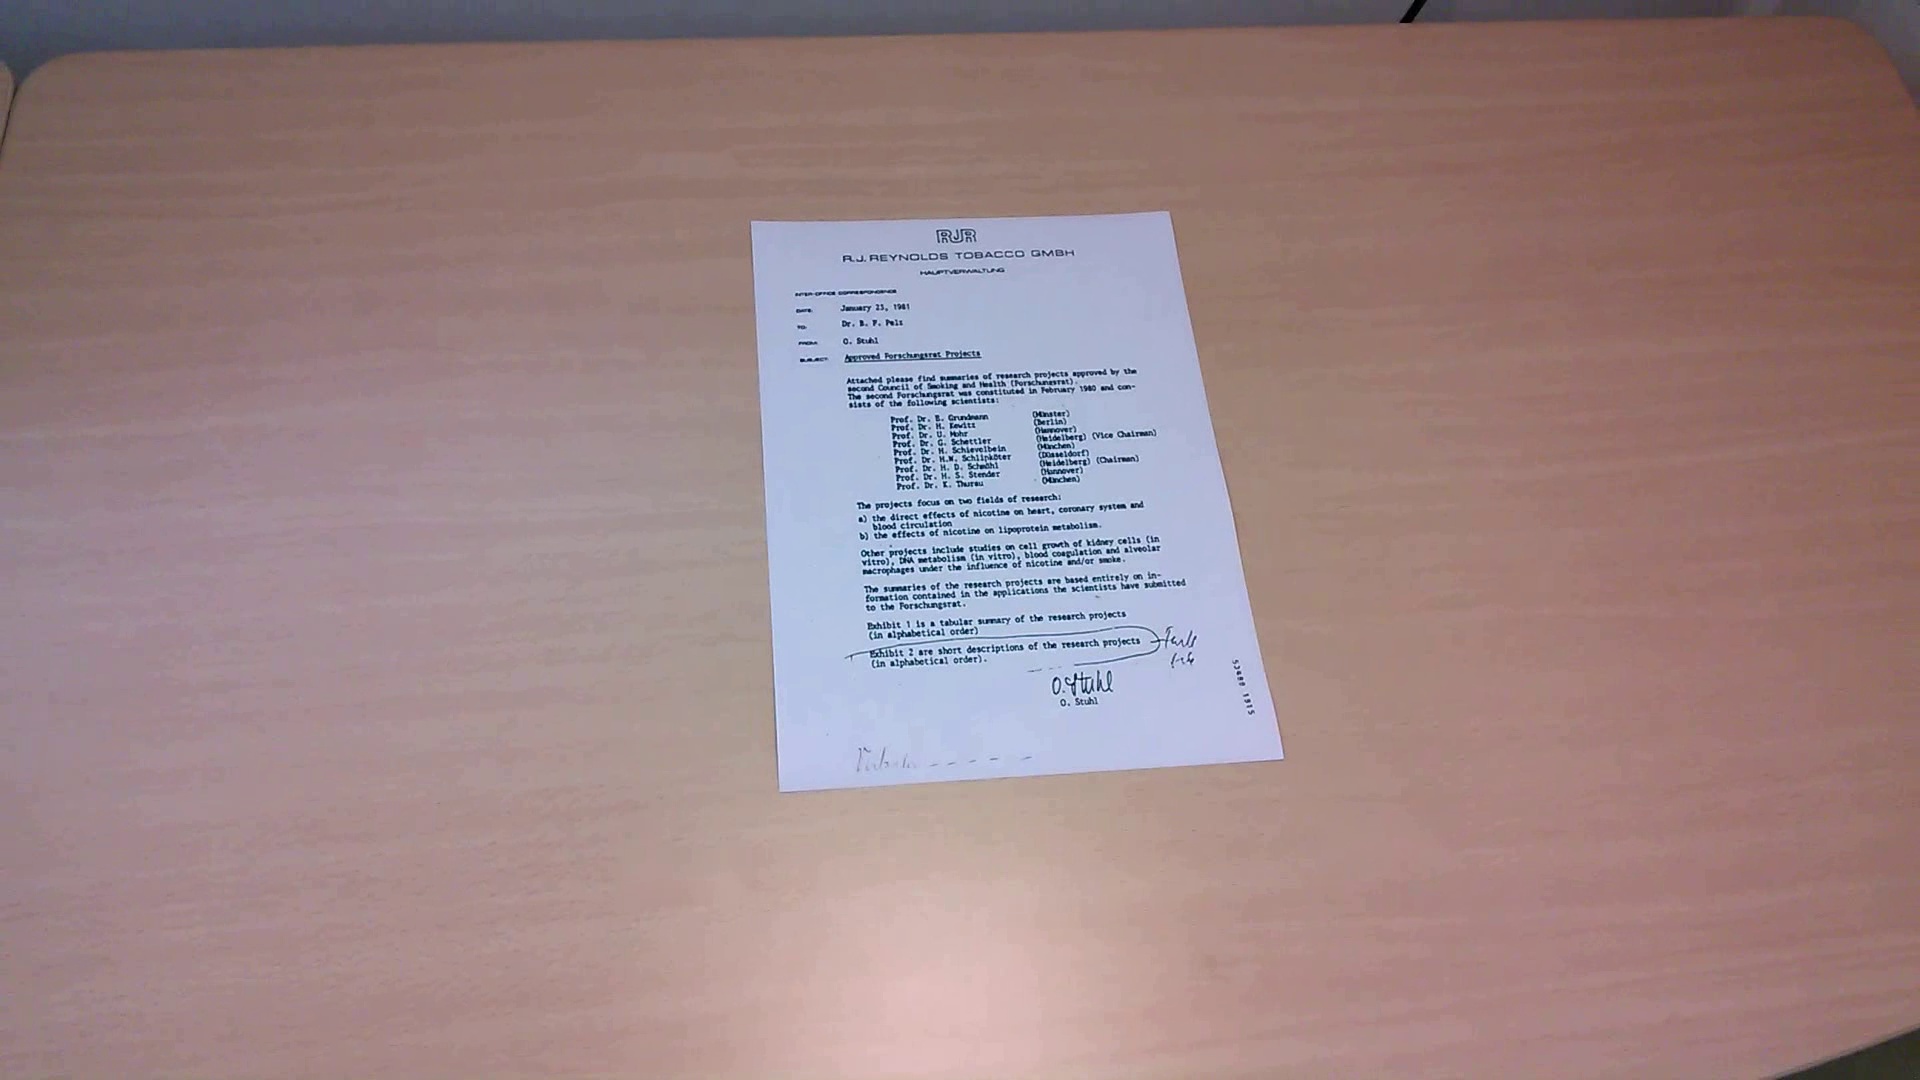 RJR
R.J. REYNOLDS TOBACCO GMBH
HAUPTVERWALTUNG
INTER-OFFICE CORRESPONDENCE
DATE: January 23, 1981
TO: Dr. B. F. Pelz
FROM: O. Stuhl
SUBJECT: Approved Forschungsrat Projects
Attached please find summaries of research projects approved by the
second Council of Smoking and Health (Forschungsrat).
The second Forschungsrat was constituted in February 1980 and con-
sists of the following scientists:
Prof. Dr. E. Grundmann (Münster)
Prof. Dr. H. Kewitz (Berlin)
Prof. Dr. U. Mohr (Hannover)
Prof. Dr. G. Schettler (Heidelberg) (Vice Chairman)
Prof. Dr. H. Schievelbein (München)
Prof. Dr. H.W. Schlipköter (Düsseldorf)
Prof. Dr. H. D. Schmähl (Heidelberg) (Chairman)
Prof. Dr. H. S. Stender (Hannover)
Prof. Dr. K. Thurau (München)
The projects focus on two fields of research:
a) the direct effects of nicotine on heart, coronary system and
blood circulation
b) the effects of nicotine on lipoprotein metabolism.
Other projects include studies on cell growth of kidney cells (in
vitro), DNA metabolism (in vitro), blood coagulation and alveolar
macrophages under the influence of nicotine and/or smoke.
The summaries of the research projects are based entirely on in-
formation contained in the applications the scientists have submitted
to the Forschungsrat.
Exhibit 1 is a tabular summary of the research projects
(in alphabetical order)
Exhibit 2 are short descriptions of the research projects
(in alphabetical order).
O. Stuhl
O. Stuhl